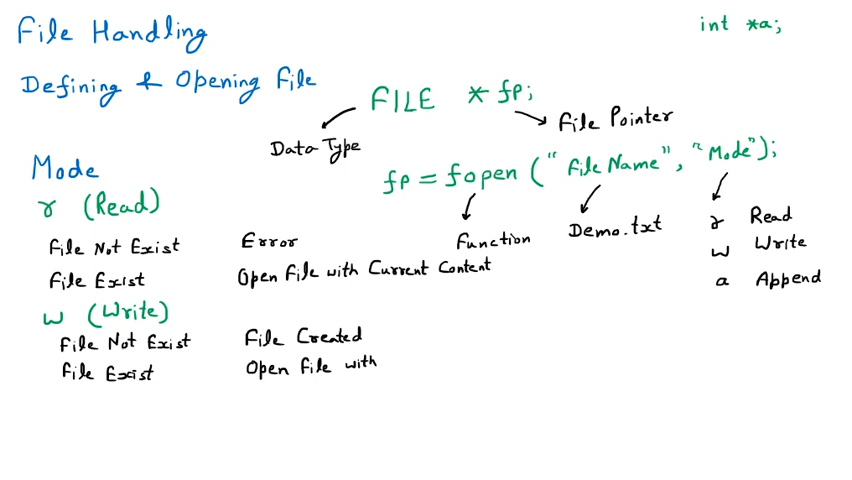 File Handling
int *a;
Defining & Opening File
FILE * fp;
Data Type
File Pointer
fp = fopen ("File Name", "Mode");
Function
Demo.txt
r Read
w Write
a Append
Mode
r (Read)
File Not Exist Error
File Exist Open File with Current Content
w (Write)
File Not Exist File Created
File Exist Open File with